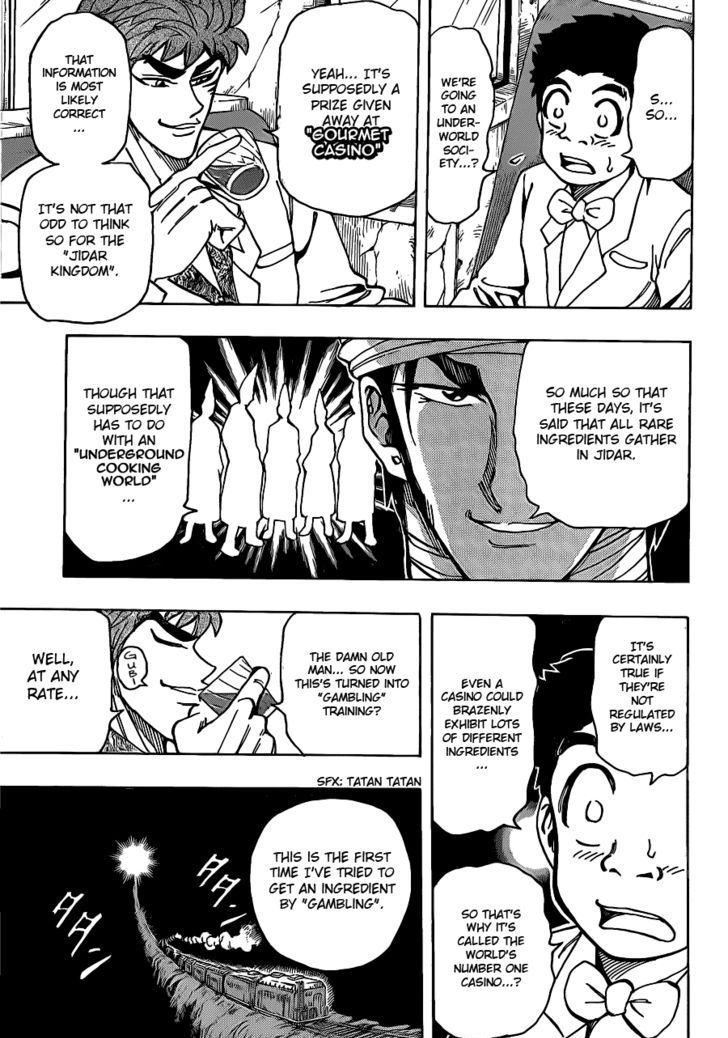 S...
SO...
WE'RE
GOING
TO AN
UNDER-
WORLD
SOCI-
ETY...?
YEAH... IT'S
SUPPOSEDLY A
PRIZE GIVEN
AWAY AT
"GOURMET
CASINO"
THAT
INFORMATION
IS MOST
LIKELY
CORRECT
...
IT'S NOT THAT
ODD TO THINK
SO FOR THE
"JIDAR
KINGDOM".
SO MUCH SO THAT
THESE DAYS, IT'S
SAID THAT ALL RARE
INGREDIENTS GATHER
IN JIDAR.
THOUGH THAT
SUPPOSEDLY
HAS TO DO
WITH AN
"UNDERGROUND
COOKING
WORLD"
...
IT'S
CERTAINLY
TRUE IF
THEY'RE
NOT
REGULATED
BY LAWS...
EVEN A
CASINO COULD
BRAZENLY
EXHIBIT LOTS
OF DIFFERENT
INGREDIENTS
...
SO THAT'S
WHY IT'S
CALLED THE
WORLD'S
NUMBER ONE
CASINO...?
THE DAMN OLD
MAN... SO NOW
THIS'S TURNED INTO
"GAMBLING"
TRAINING?
GUBI
WELL,
AT ANY
RATE...
SFX: TATAN TATAN
THIS IS THE FIRST
TIME I'VE TRIED TO
GET AN INGREDIENT
BY "GAMBLING".
タタン
タタン